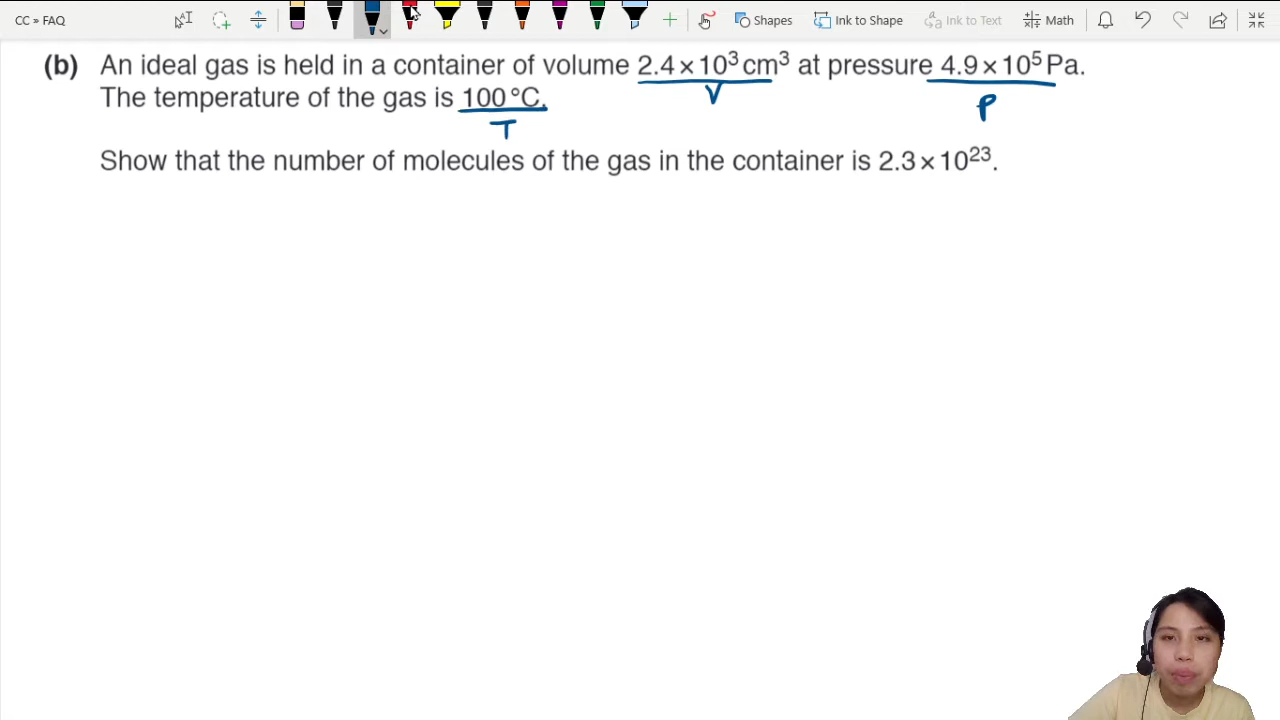 CC » FAQ
Shapes
Ink to Shape
Ink to Text
Math
(b) An ideal gas is held in a container of volume 2.4 × 10³ cm³ at pressure 4.9 × 10⁵ Pa.
V
The temperature of the gas is 100 °C.
P
T
Show that the number of molecules of the gas in the container is 2.3 × 10²³.